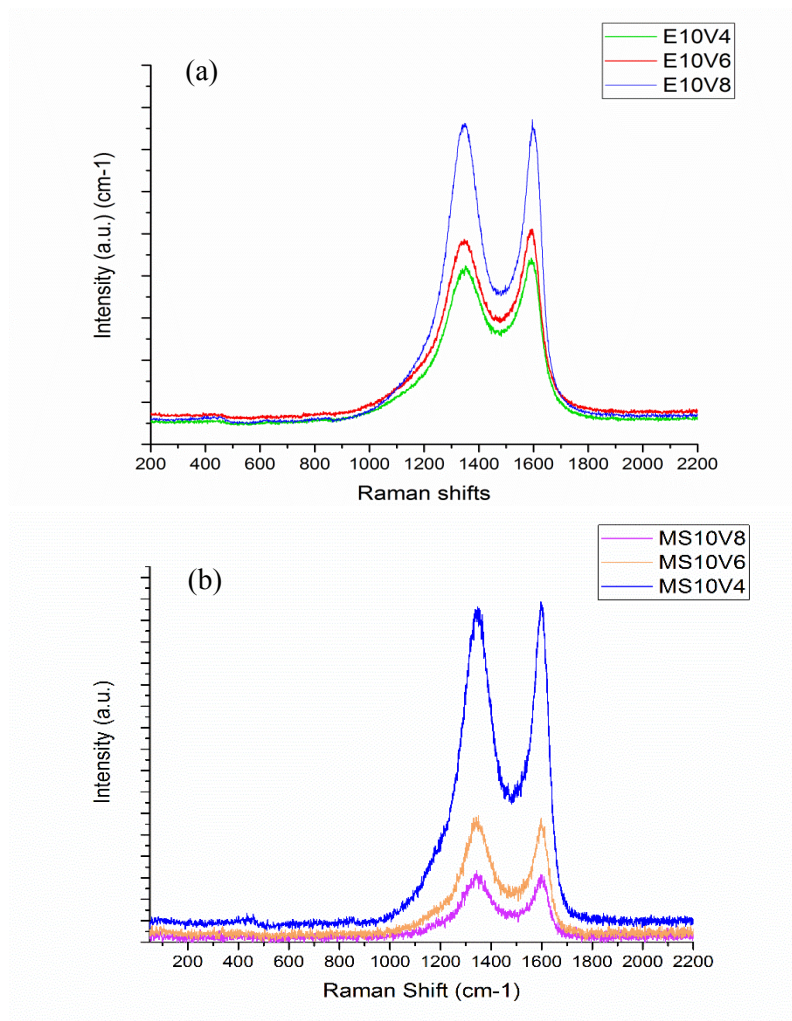 E10V4
E10V6
E10V8
(a)
Intensity (a.u.) (cm-1)
200 400 600 800 1000 1200 1400 1600 1800 2000 2200
Raman shifts
MS10V8
MS10V6
MS10V4
(b)
Intensity (a.u.)
200 400 600 800 1000 1200 1400 1600 1800 2000 2200
Raman Shift (cm-1)